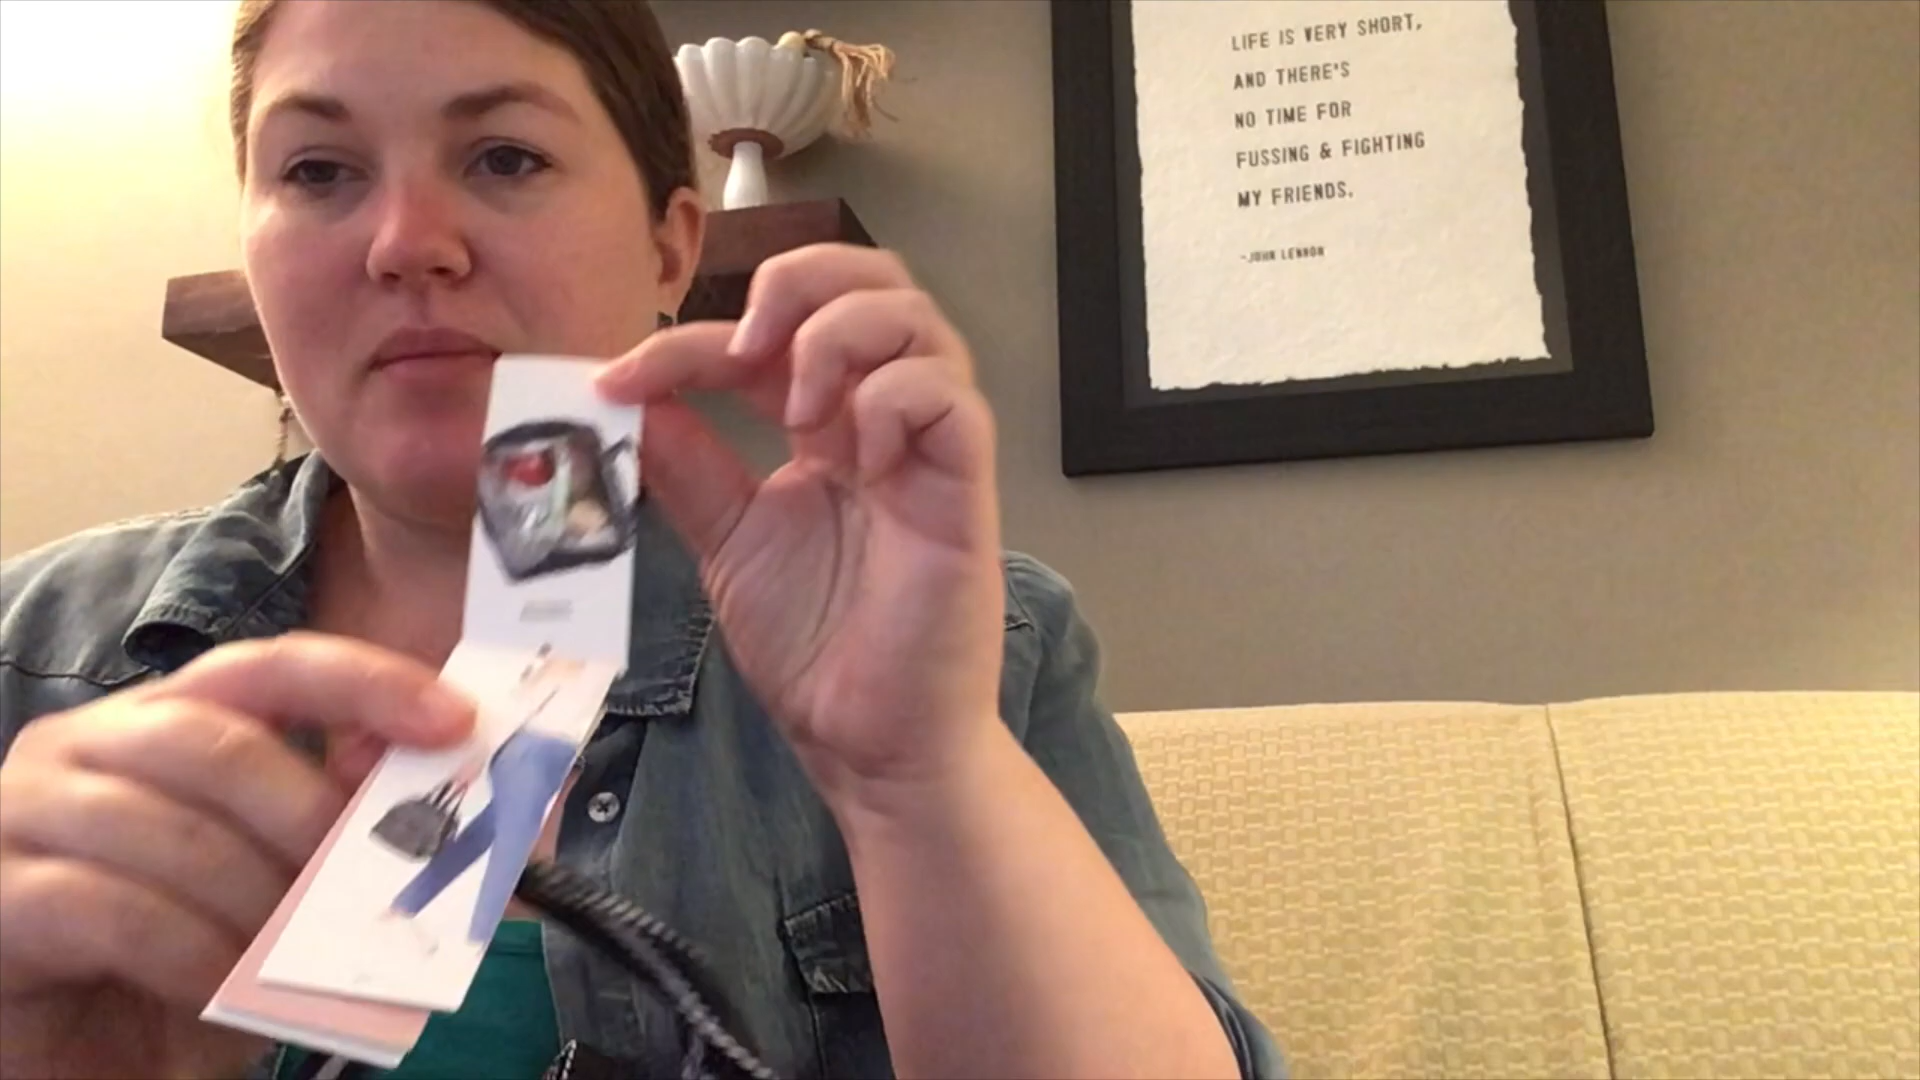 LIFE IS VERY SHORT,
AND THERE'S
NO TIME FOR
FUSSING & FIGHTING
MY FRIENDS.
-JOHN LENNON